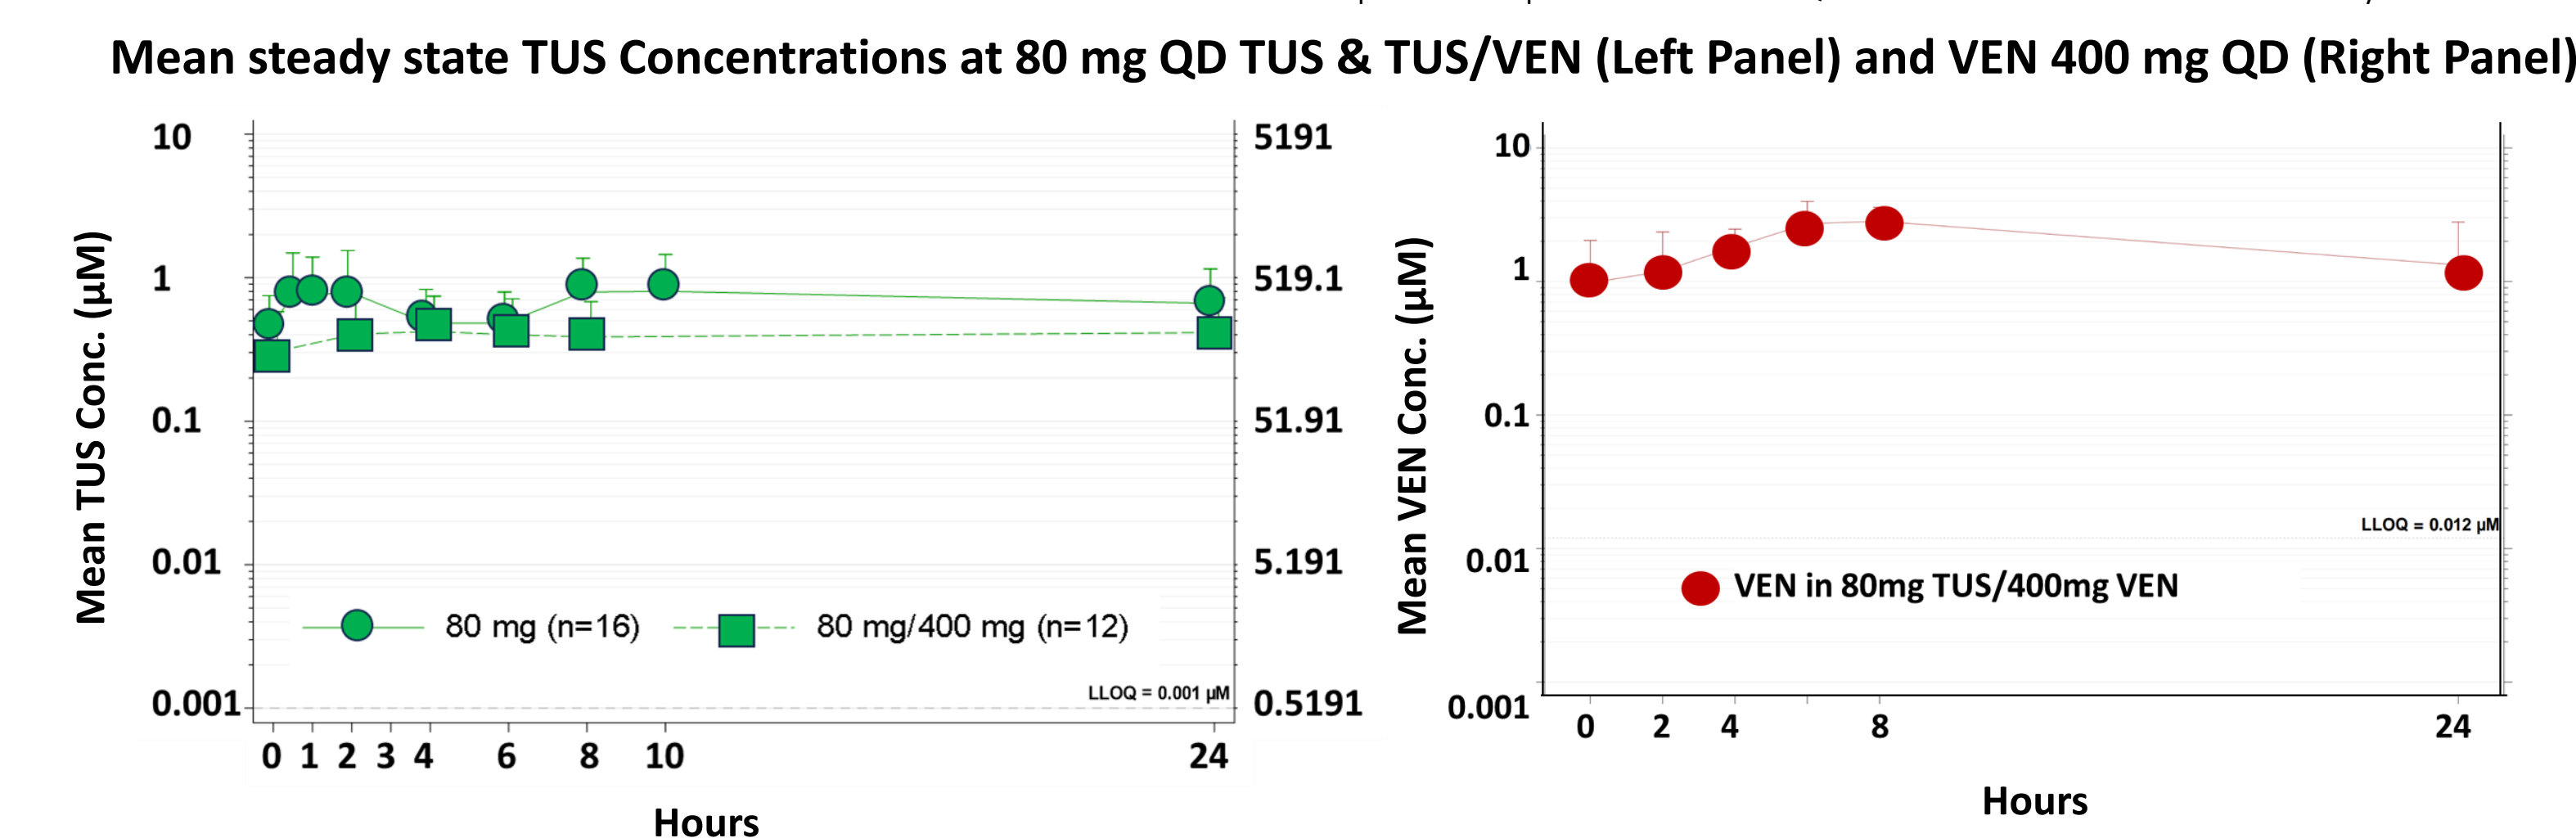 Mean steady state TUS Concentrations at 80 mg QD TUS & TUS/VEN (Left Panel) and VEN 400 mg QD (Right Panel)
Mean TUS Conc. (μM)
10
1
0.1
0.01
0.001
5191
519.1
51.91
5.191
0.5191
80 mg (n=16)
80 mg/400 mg (n=12)
LLOQ = 0.001 μM
0 1 2 3 4 6 8 10 24
Hours
Mean VEN Conc. (μM)
10
1
0.1
0.01
0.001
LLOQ = 0.012 μM
VEN in 80mg TUS/400mg VEN
0 2 4 8 24
Hours